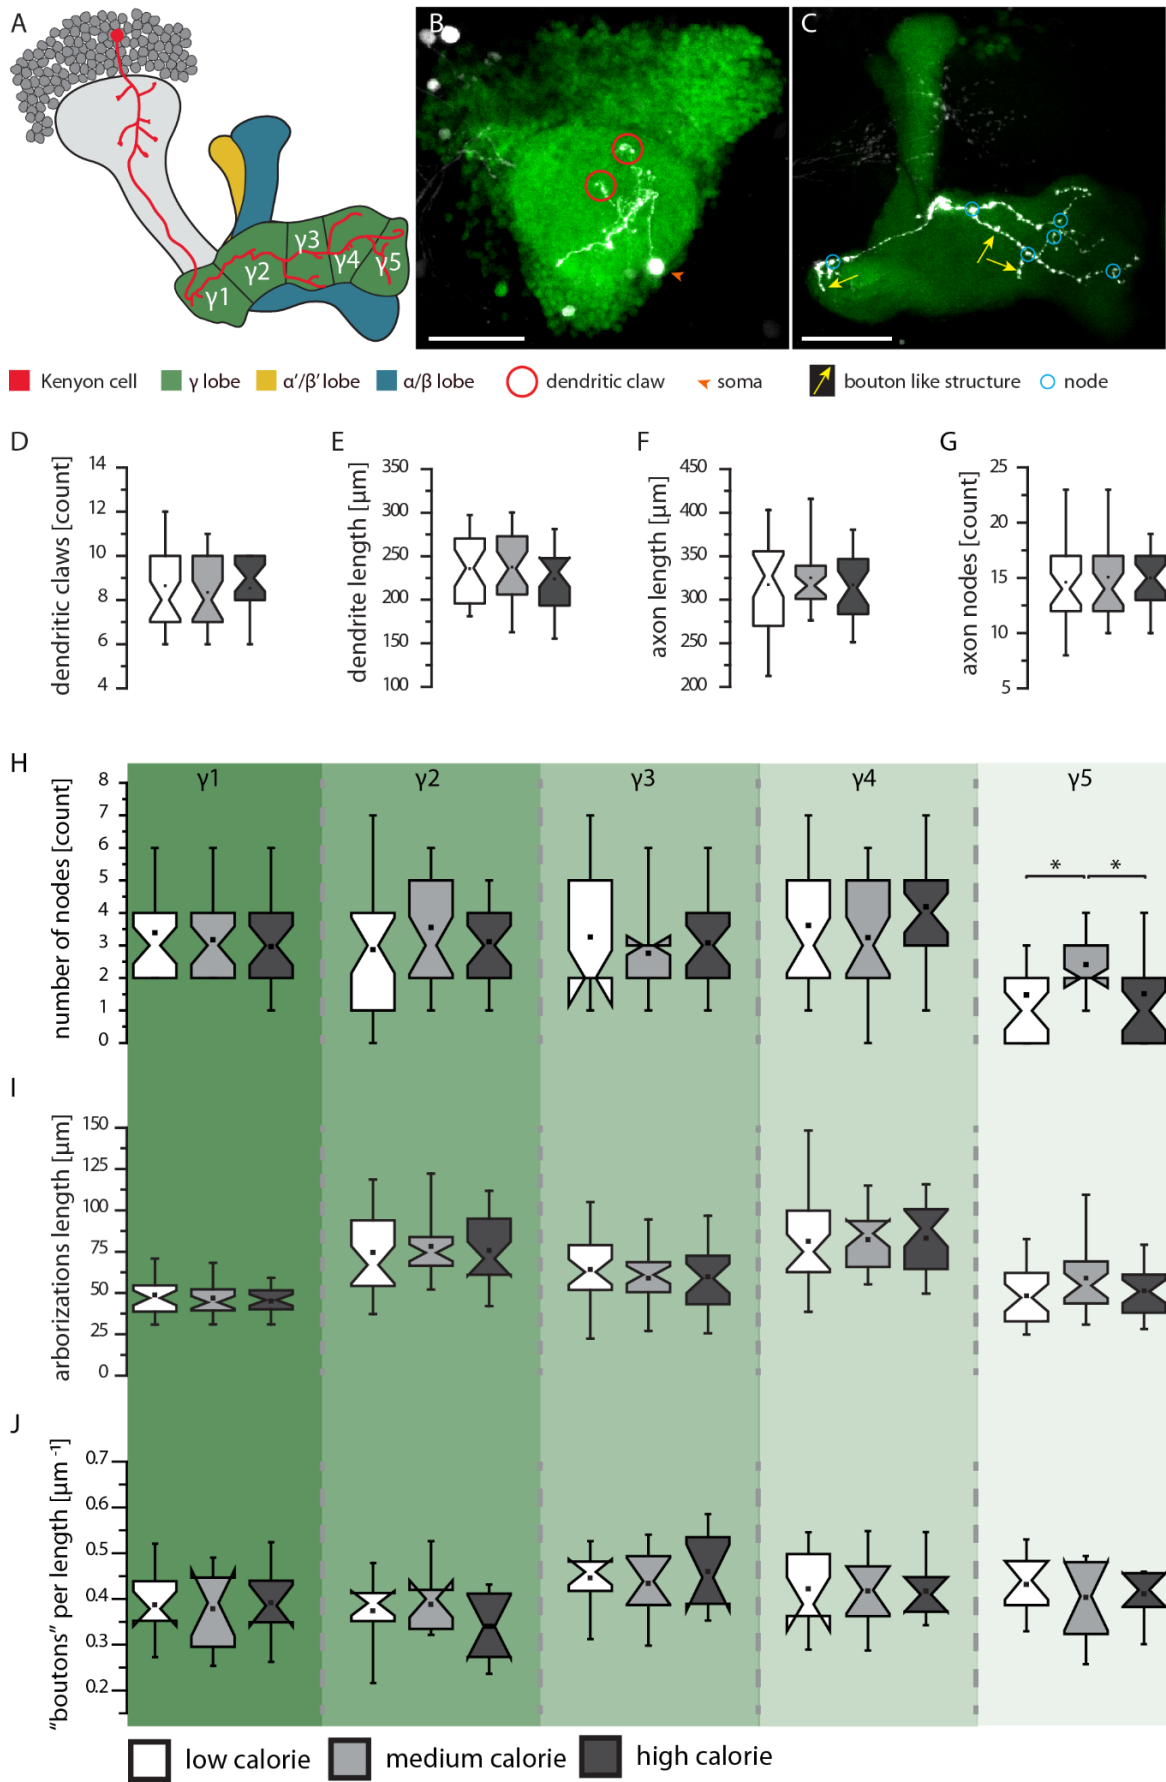 A
B
C
γ1
γ2
γ3
γ4
γ5
Kenyon cell
γ lobe
α'/β' lobe
α/β lobe
dendritic claw
soma
bouton like structure
node
D
dendritic claws [count]
14
12
10
8
6
4
E
dendrite length [μm]
350
300
250
200
150
100
F
axon length [μm]
450
400
350
300
250
200
G
axon nodes [count]
25
20
15
10
5
H
γ1
γ2
γ3
γ4
γ5
number of nodes [count]
8
7
6
5
4
3
2
1
0
*
*
I
arborizations length [μm]
150
125
100
75
50
25
0
J
"boutons" per length [μm⁻¹]
0.7
0.6
0.5
0.4
0.3
0.2
low calorie
medium calorie
high calorie